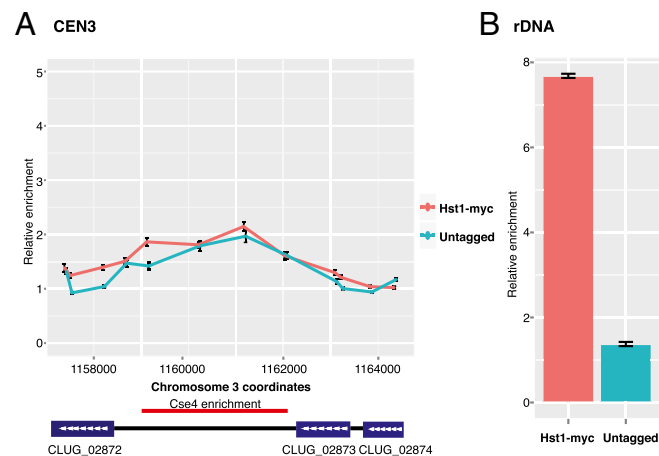 A CEN3
5
4
3
2
1
0
Relative enrichment
1158000 1160000 1162000 1164000
Chromosome 3 coordinates
Cse4 enrichment
CLUG_02872 CLUG_02873 CLUG_02874
Hst1-myc
Untagged
B rDNA
8
6
4
2
0
Relative enrichment
Hst1-myc Untagged